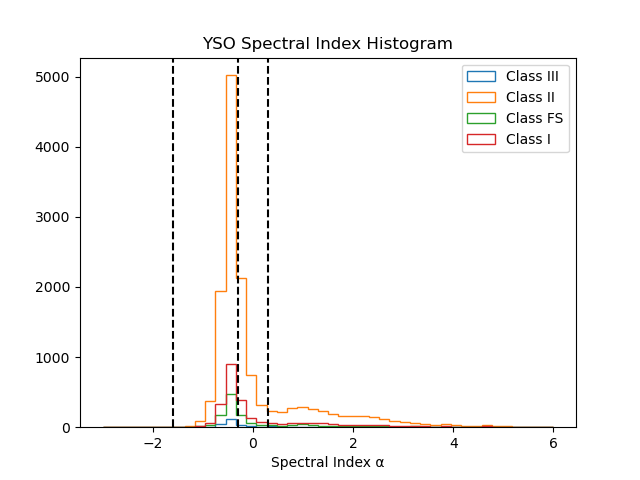 YSO Spectral Index Histogram
5000
4000
3000
2000
1000
0
Class III
Class II
Class FS
Class I
−2
0
2
4
6
Spectral Index α